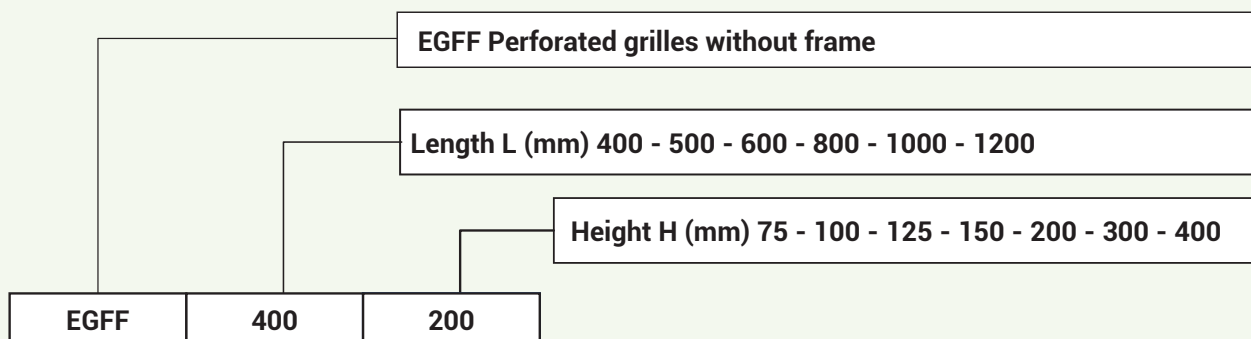 EGFF Perforated grilles without frame
Length L (mm) 400 - 500 - 600 - 800 - 1000 - 1200
Height H (mm) 75 - 100 - 125 - 150 - 200 - 300 - 400
EGFF 400 200